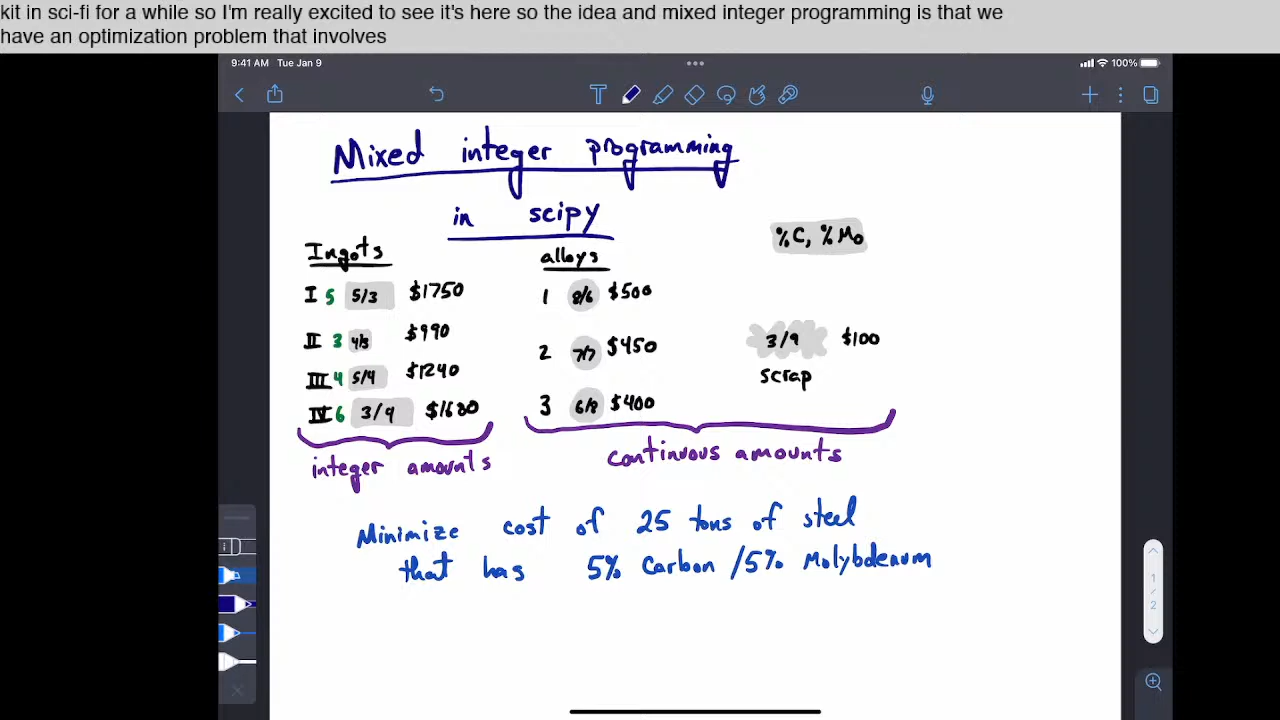 kit in sci-fi for a while so I'm really excited to see it's here so the idea and mixed integer programming is that we
have an optimization problem that involves
9:41 AM Tue Jan 9
100%
Mixed integer programming
in scipy
%C, %Mo
Ingots
I 5 5/3 $1750
II 3 4/3 $990
III 4 5/4 $1240
IV 6 3/4 $1680
integer amounts
alloys
1 8/6 $500
2 7/7 $450
3 6/8 $400
3/9 $100
scrap
continuous amounts
Minimize cost of 25 tons of steel
that has 5% Carbon /5% Molybdenum
1
/
2